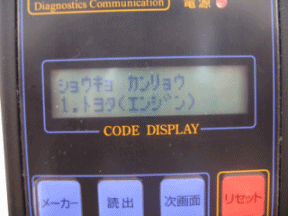 Diagnostics Communication
電源
ショウキョ カンリョウ
1.トヨタ(エンジン)
CODE DISPLAY
メーカー
読出
次画面
リセット